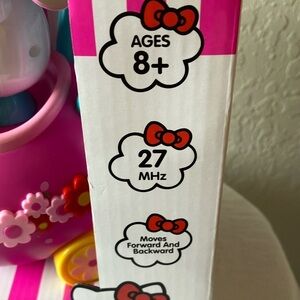 AGES
8+
27
MHz
Moves
Forward And
Backward